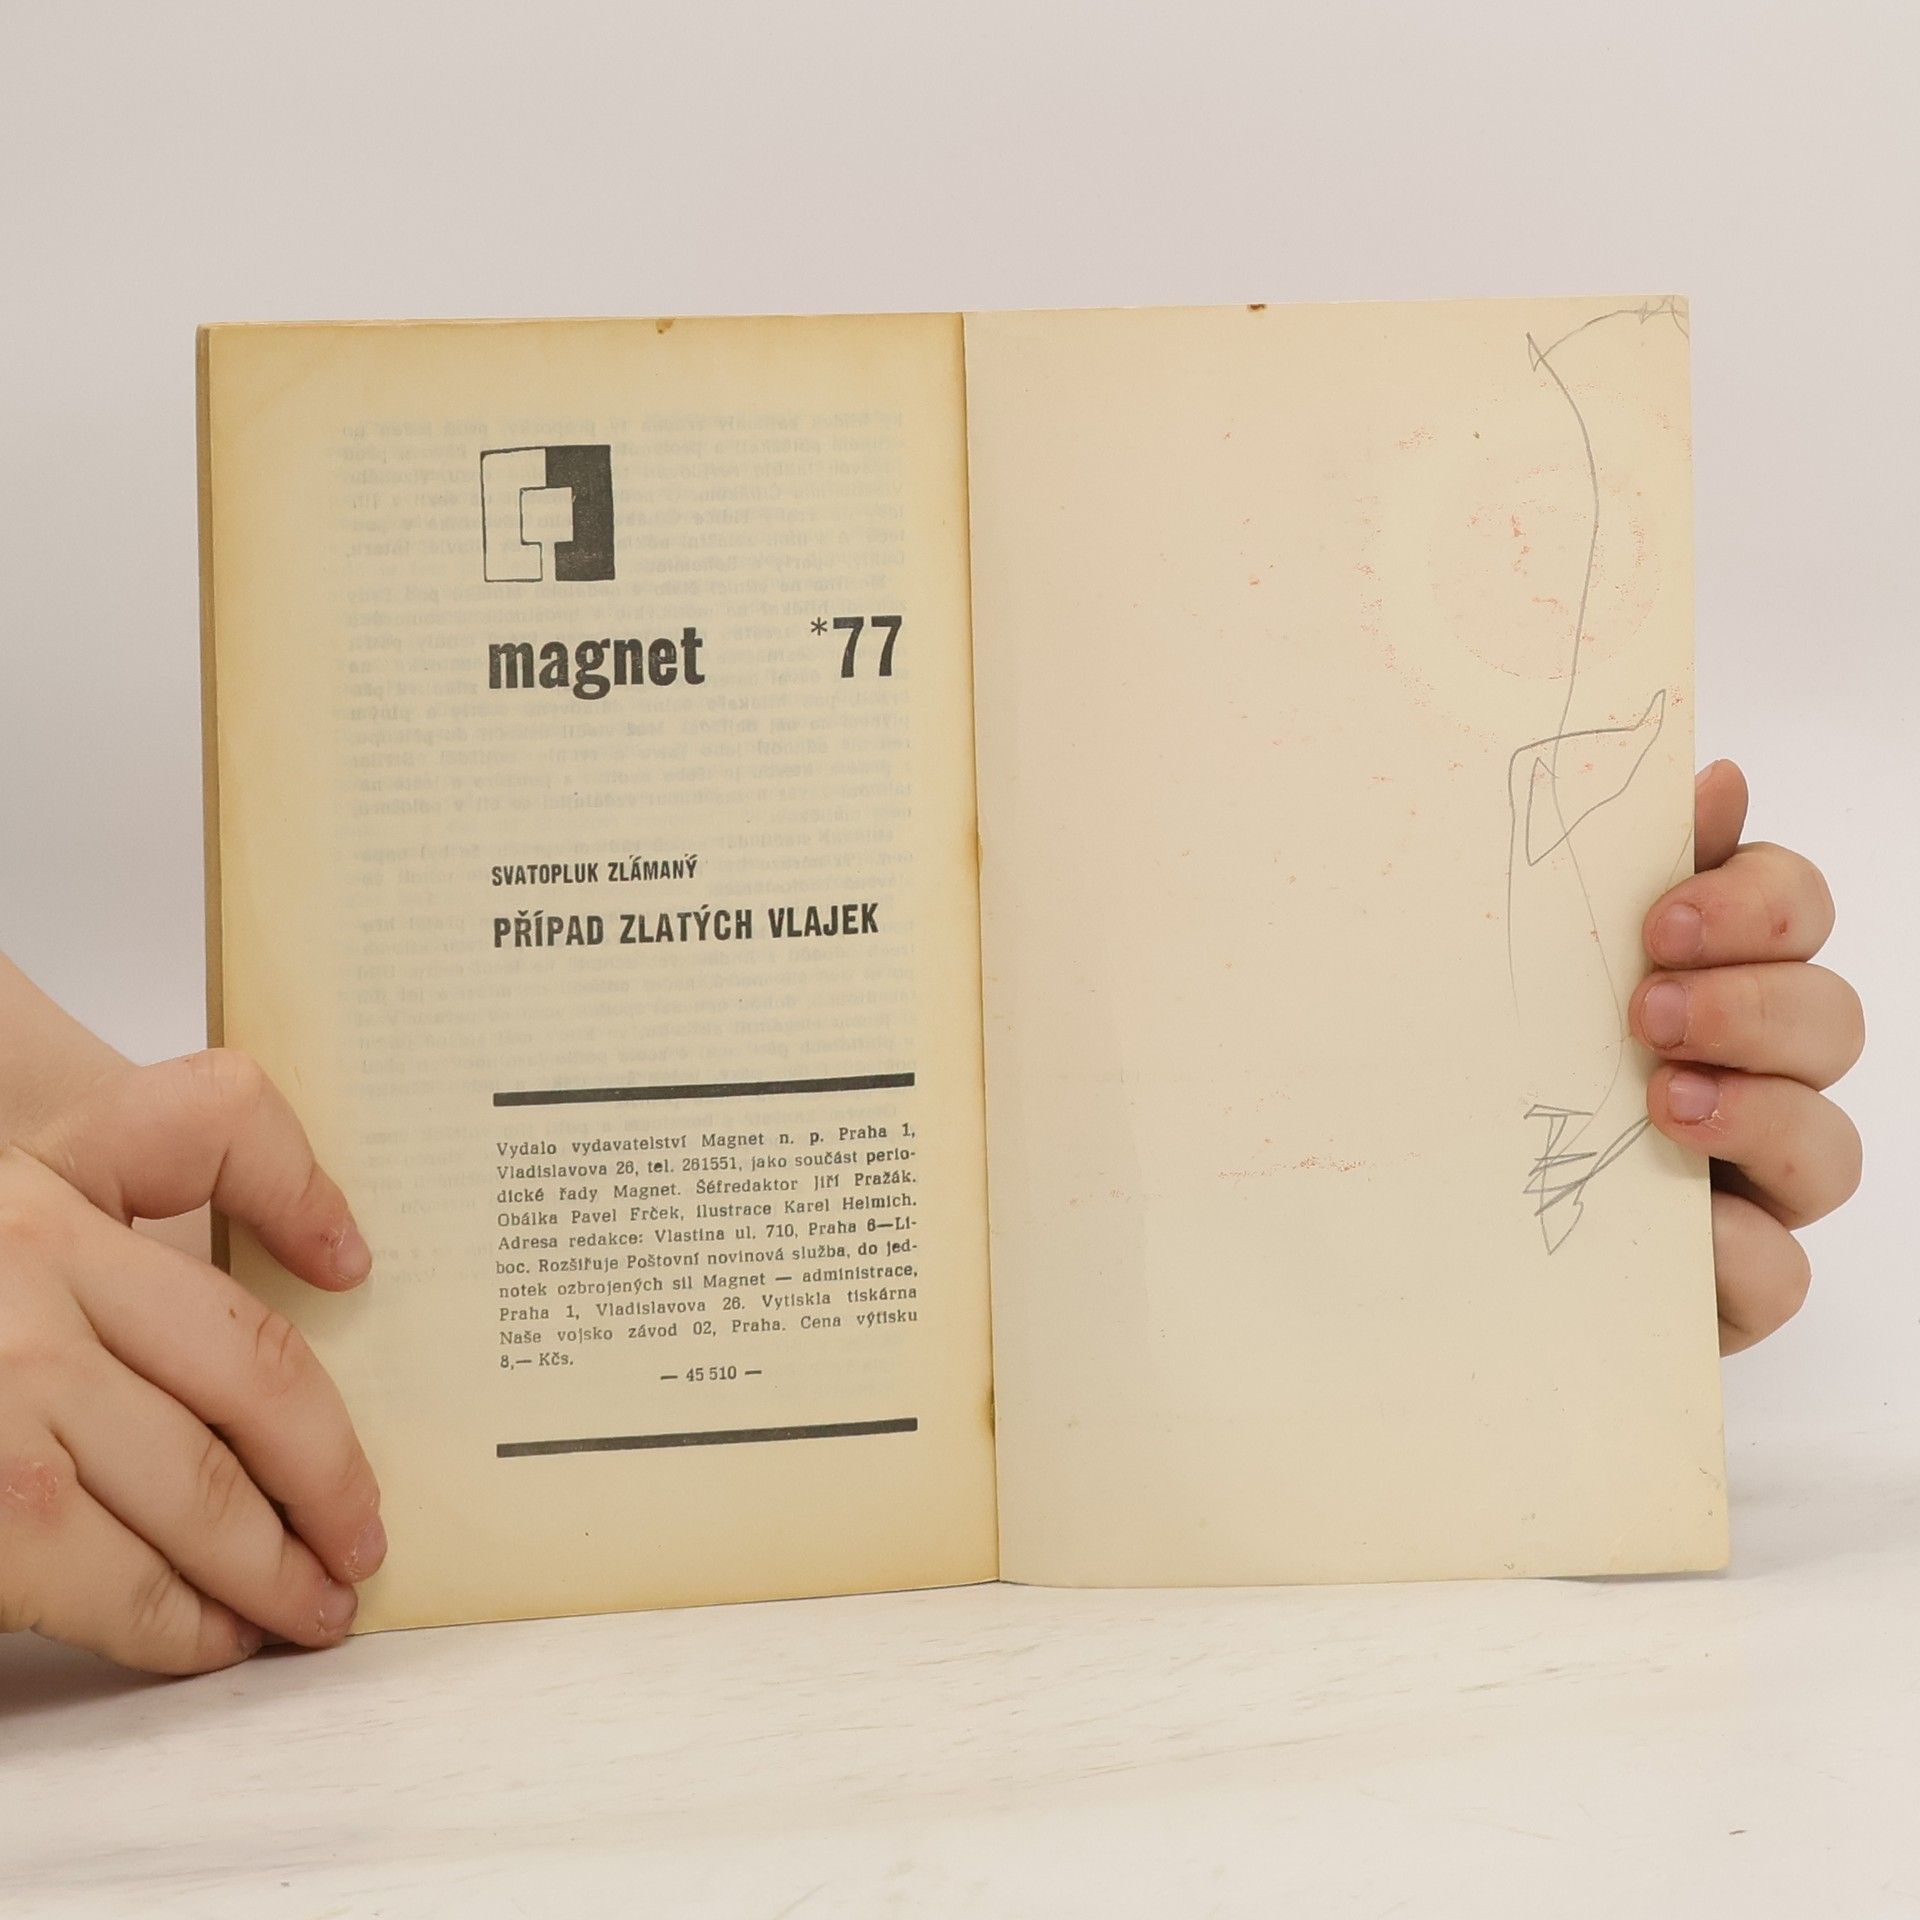 magnet *77
SVATOPLUK ZLÁMANÝ
PŘÍPAD ZLATÝCH VLAJEK
Vydalo vydavatelství Magnet n. p. Praha 1,
Vladislavova 26, tel. 261551, jako součást perio-
dické řady Magnet. Šéfredaktor Jiří Pražák.
Obálka Pavel Frček, ilustrace Karel Helmich.
Adresa redakce: Vlastina ul. 710, Praha 6—Li-
boc. Rozšiřuje Poštovní novinová služba, do jed-
notek ozbrojených sil Magnet — administrace,
Praha 1, Vladislavova 26. Vytiskla tiskárna
Naše vojsko závod 02, Praha. Cena výtisku
8,— Kčs.
— 45 510 —